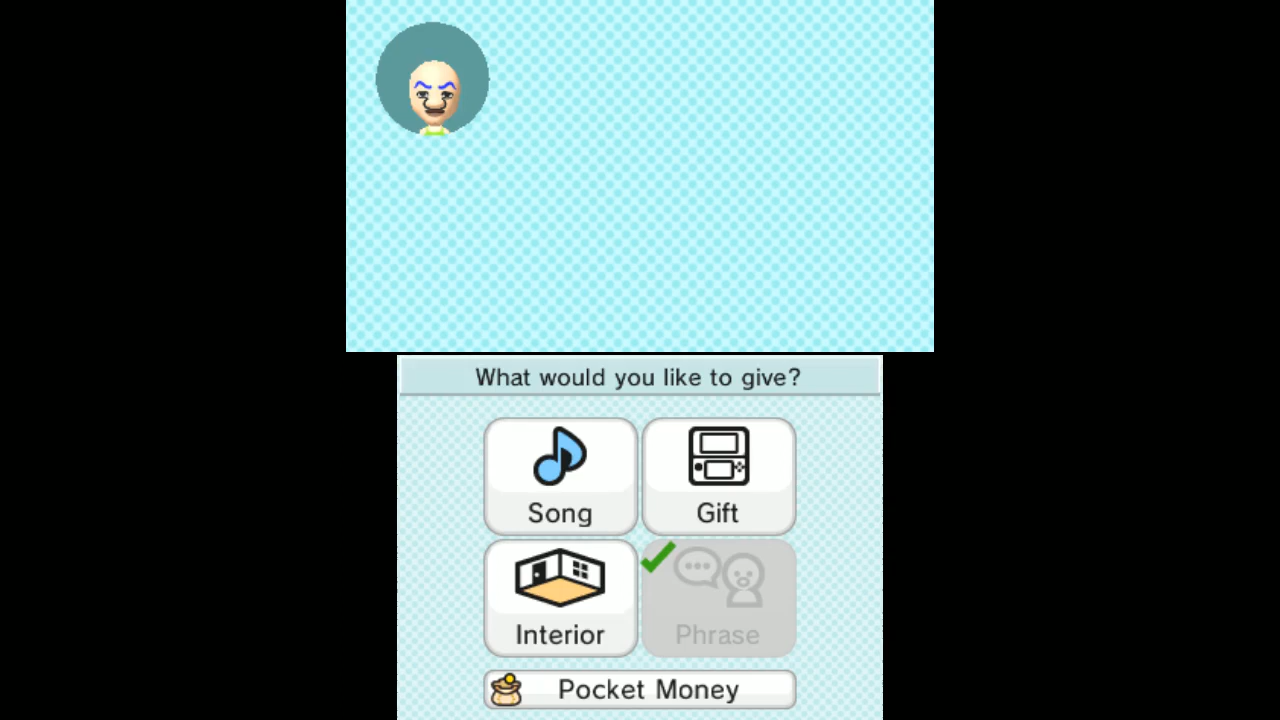 What would you like to give?
Song
Gift
Interior
Phrase
Pocket Money